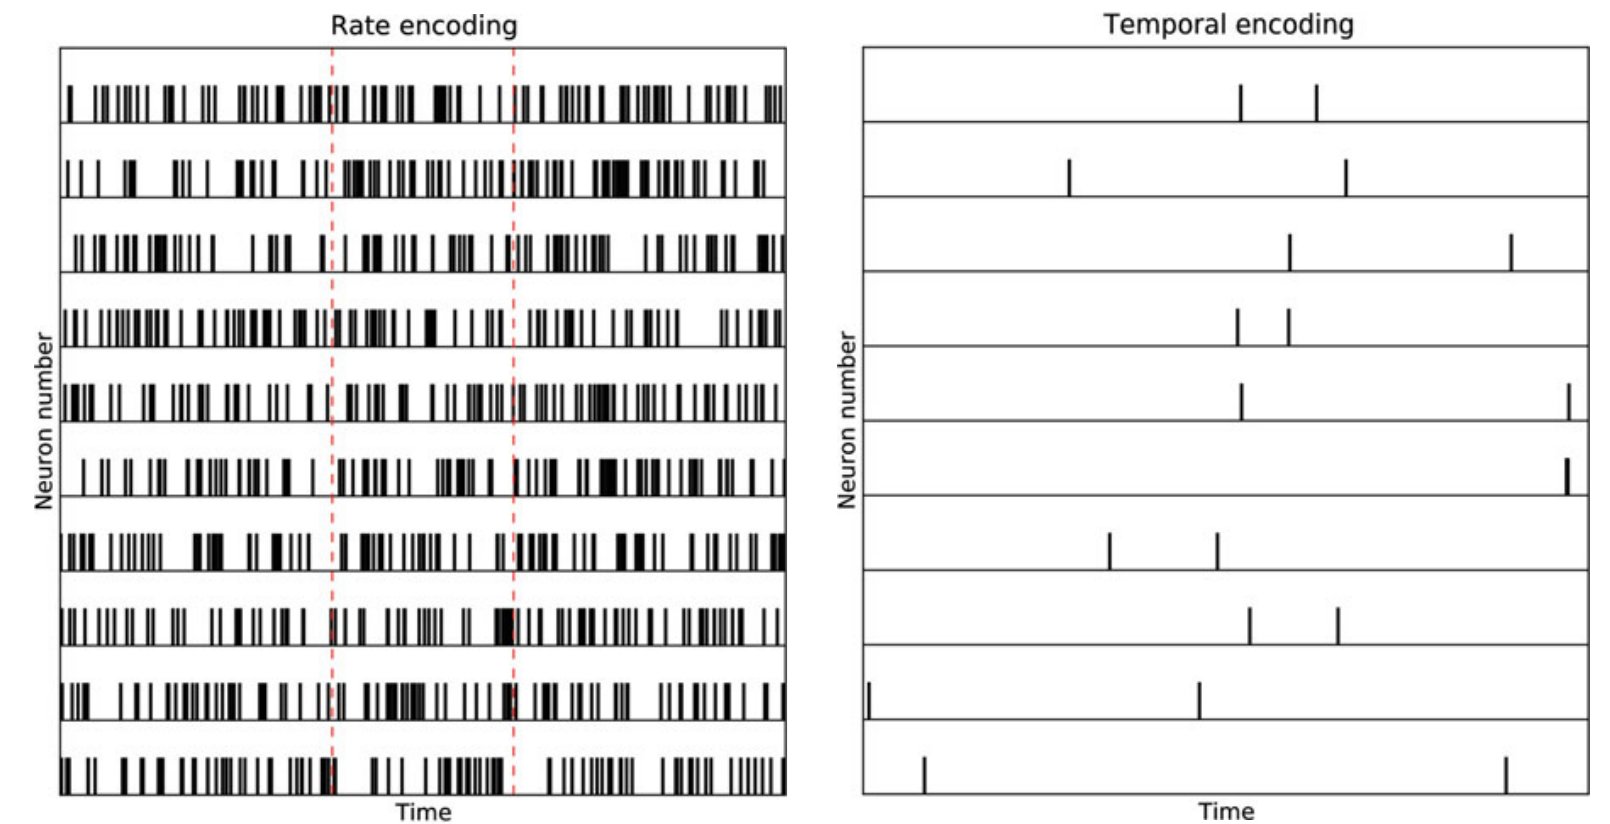 Rate encoding
Neuron number
Time
Temporal encoding
Neuron number
Time